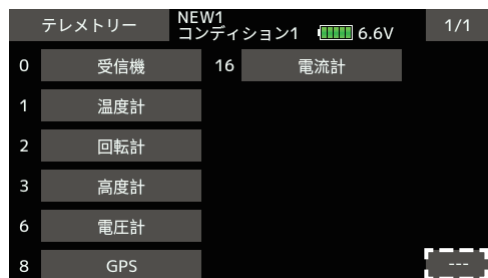 テレメトリー
NEW1
コンディション1 6.6V
1/1
0 受信機 16 電流計
1 温度計
2 回転計
3 高度計
6 電圧計
8 GPS
---